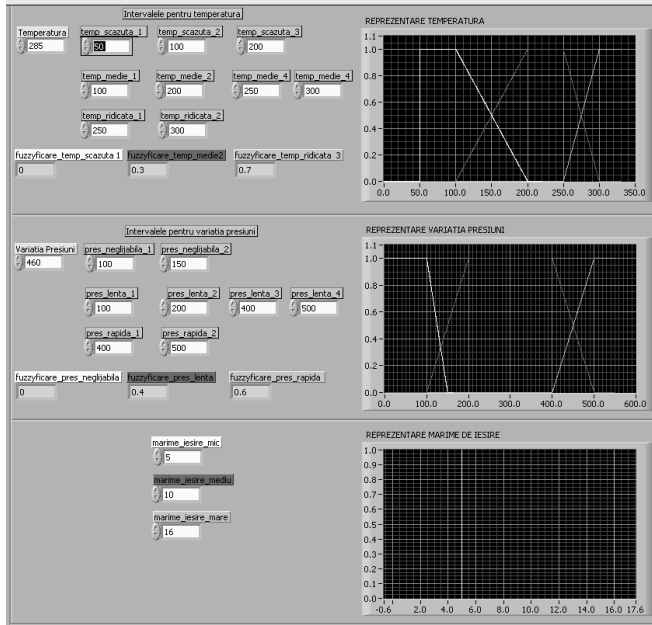 Intervalele pentru temperatura
Temperatura temp_scazuta_1 temp_scazuta_2 temp_scazuta_3
285 50 100 200
temp_medie_1 temp_medie_2 temp_medie_4 temp_medie_4
100 200 250 300
temp_ridicata_1 temp_ridicata_2
250 300
fuzzyficare_temp_scazuta 1 fuzzyficare_temp_medie2 fuzzyficare_temp_ridicata 3
0 0.3 0.7
REPREZENTARE TEMPERATURA
1.1
1.0
0.8
0.6
0.4
0.2
0.0
0.0 50.0 100.0 150.0 200.0 250.0 300.0 350.0
Intervalele pentru variatia presiuni
Variatia Presiuni pres_neglijabila_1 pres_neglijabila_2
460 100 150
pres_lenta_1 pres_lenta_2 pres_lenta_3 pres_lenta_4
100 200 400 500
pres_rapida_1 pres_rapida_2
400 500
fuzzyficare_pres_neglijabila fuzzyficare_pres_lenta fuzzyficare_pres_rapida
0 0.4 0.6
REPREZENTARE VARIATIA PRESIUNI
1.1
1.0
0.8
0.6
0.4
0.2
0.0
0.0 100.0 200.0 300.0 400.0 500.0 600.0
marime_iesire_mic
5
marime_iesire_mediu
10
marime_iesire_mare
16
REPREZENTARE MARIME DE IESIRE
1.0
0.9
0.8
0.7
0.6
0.5
0.4
0.3
0.2
0.1
0.0
-0.6 2.0 4.0 6.0 8.0 10.0 12.0 14.0 16.0 17.6